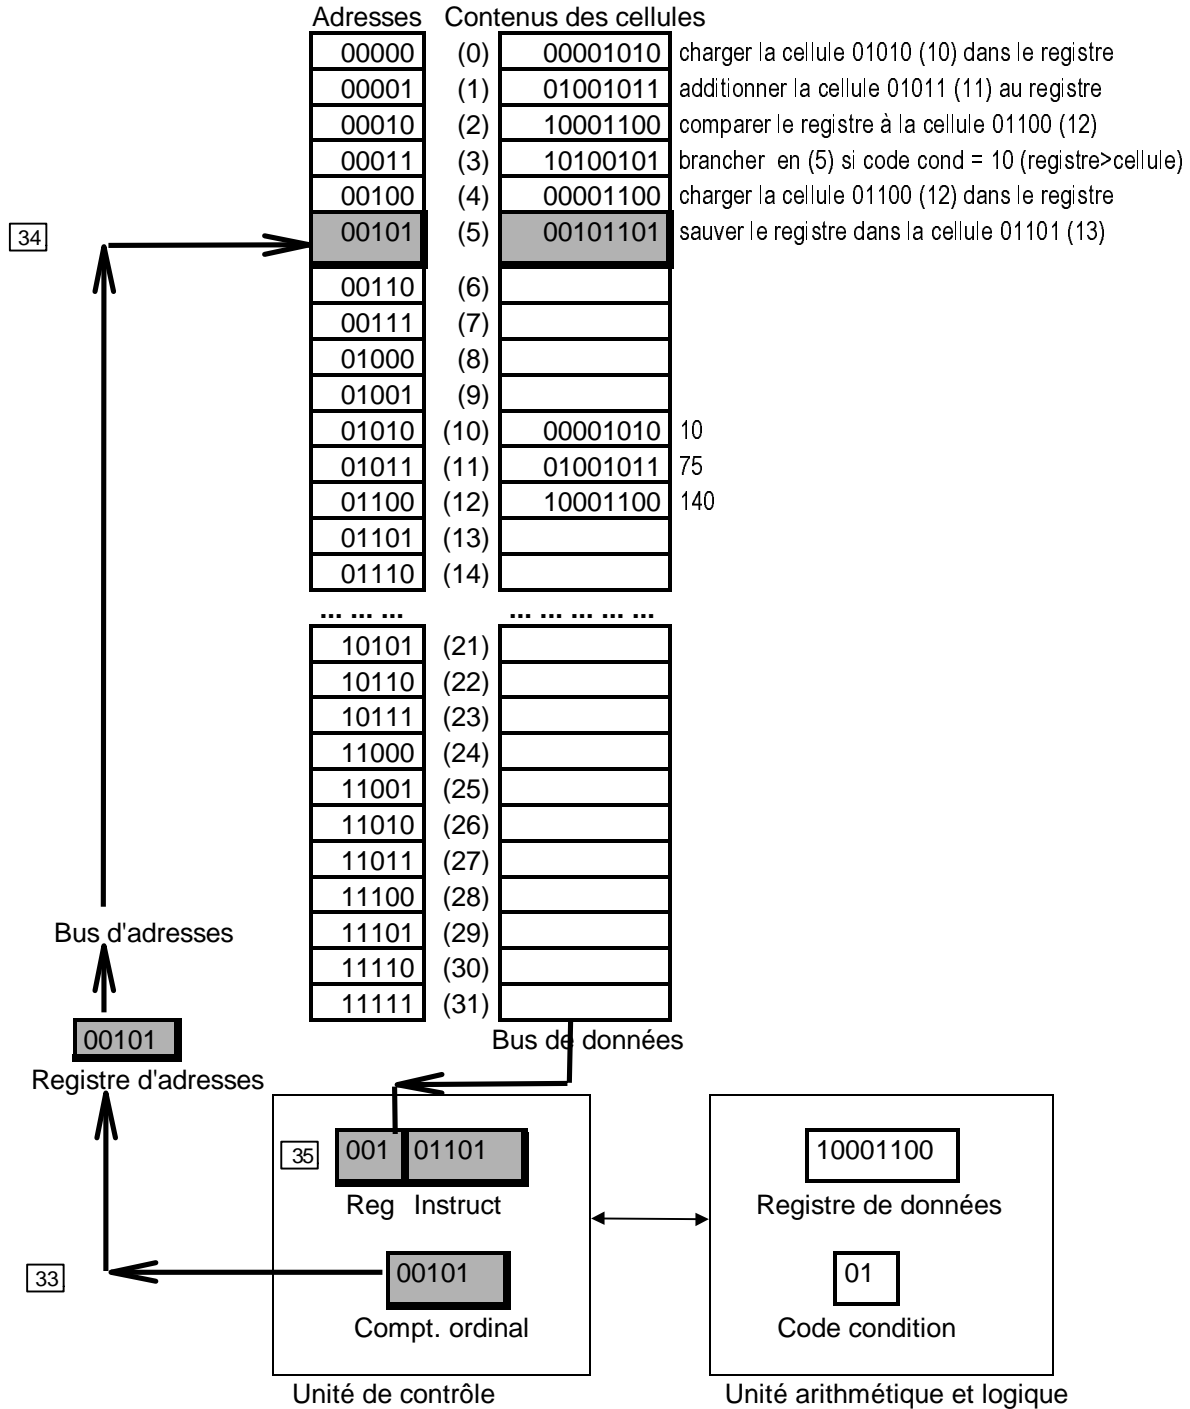 Adresses Contenus des cellules
00000 (0) 00001010 charger la cellule 01010 (10) dans le registre
00001 (1) 01001011 additionner la cellule 01011 (11) au registre
00010 (2) 10001100 comparer le registre à la cellule 01100 (12)
00011 (3) 10100101 brancher en (5) si code cond = 10 (registre>cellule)
00100 (4) 00001100 charger la cellule 01100 (12) dans le registre
34 00101 (5) 00101101 sauver le registre dans la cellule 01101 (13)
00110 (6)
00111 (7)
01000 (8)
01001 (9)
01010 (10) 00001010 10
01011 (11) 01001011 75
01100 (12) 10001100 140
01101 (13)
01110 (14)
... ... ... ... ... ... ... ...
10101 (21)
10110 (22)
10111 (23)
11000 (24)
11001 (25)
11010 (26)
11011 (27)
11100 (28)
Bus d'adresses 11101 (29)
11110 (30)
11111 (31)
00101 Bus de données
Registre d'adresses
35 001 01101 10001100
Reg Instruct Registre de données
33 00101 01
Compt. ordinal Code condition
Unité de contrôle Unité arithmétique et logique